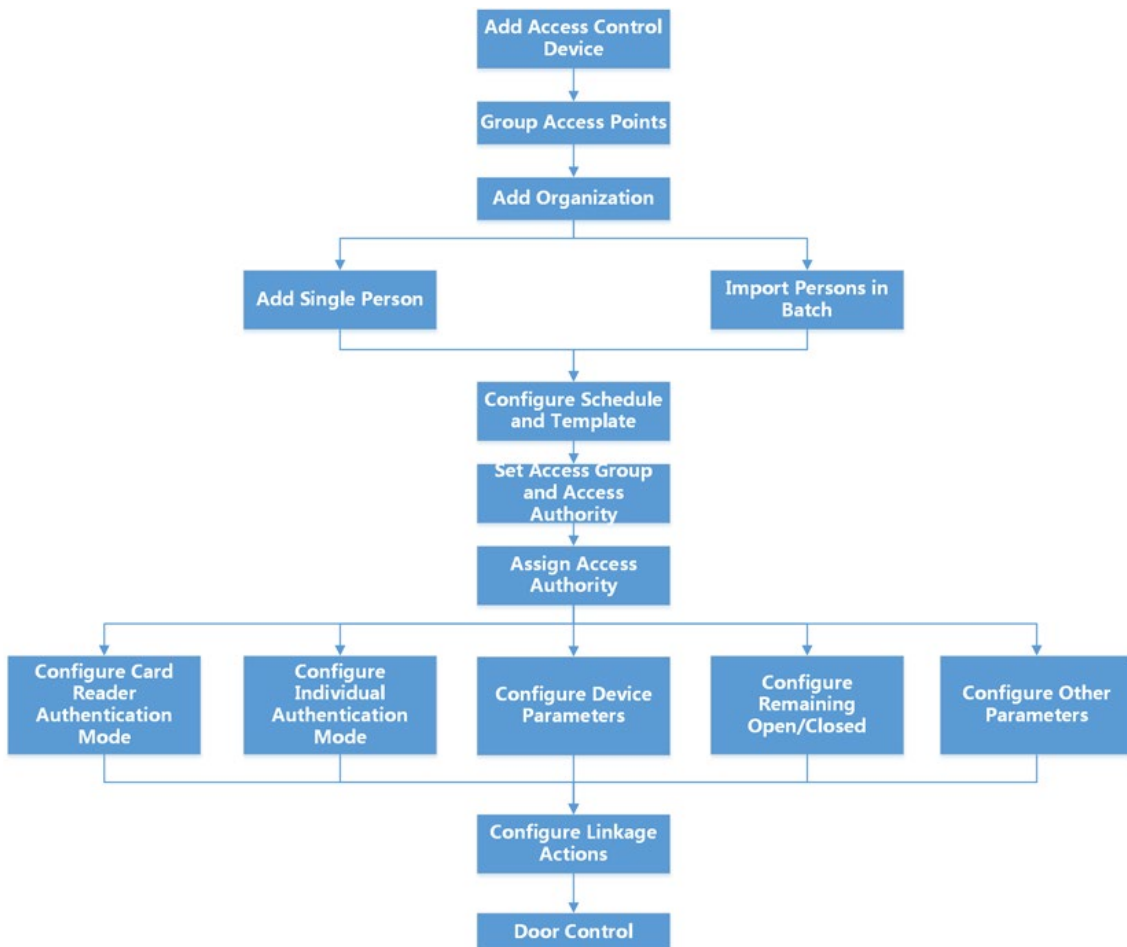 Add Access Control
Device
Group Access Points
Add Organization
Add Single Person
Import Persons in
Batch
Configure Schedule
and Template
Set Access Group
and Access
Authority
Assign Access
Authority
Configure Card
Reader
Authentication
Mode
Configure
Individual
Authentication
Mode
Configure Device
Parameters
Configure
Remaining
Open/Closed
Configure Other
Parameters
Configure Linkage
Actions
Door Control